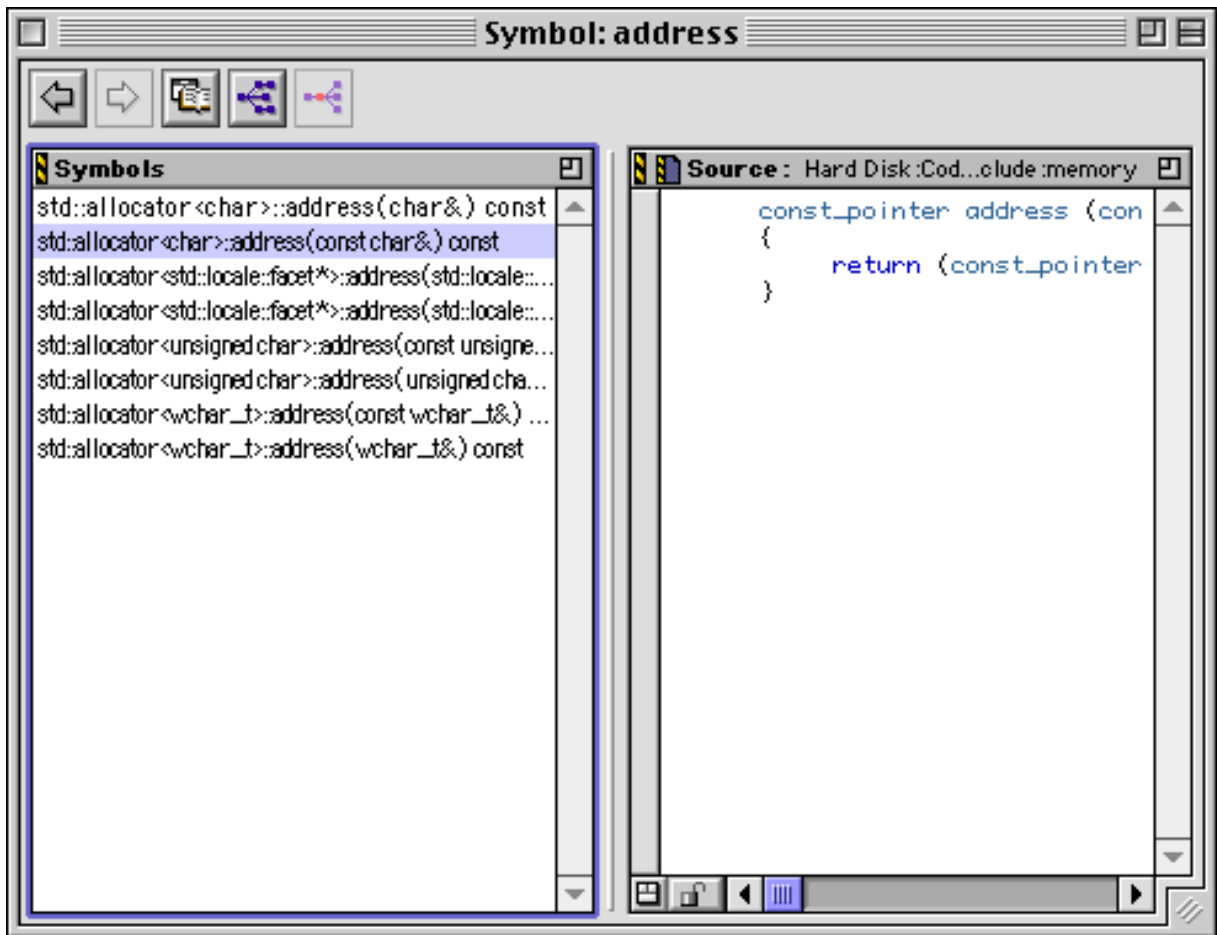 Symbol: address
Symbols
std::allocator<char>::address(char&) const
std::allocator<char>::address(const char&) const
std::allocator<std::locale::facet*>::address(std::locale::...
std::allocator<std::locale::facet*>::address(std::locale::...
std::allocator<unsigned char>::address(const unsigne...
std::allocator<unsigned char>::address(unsigned cha...
std::allocator<wchar_t>::address(const wchar_t&) ...
std::allocator<wchar_t>::address(wchar_t&) const
Source: Hard Disk:Cod...clude:memory
const_pointer address (con
{
return (const_pointer
}